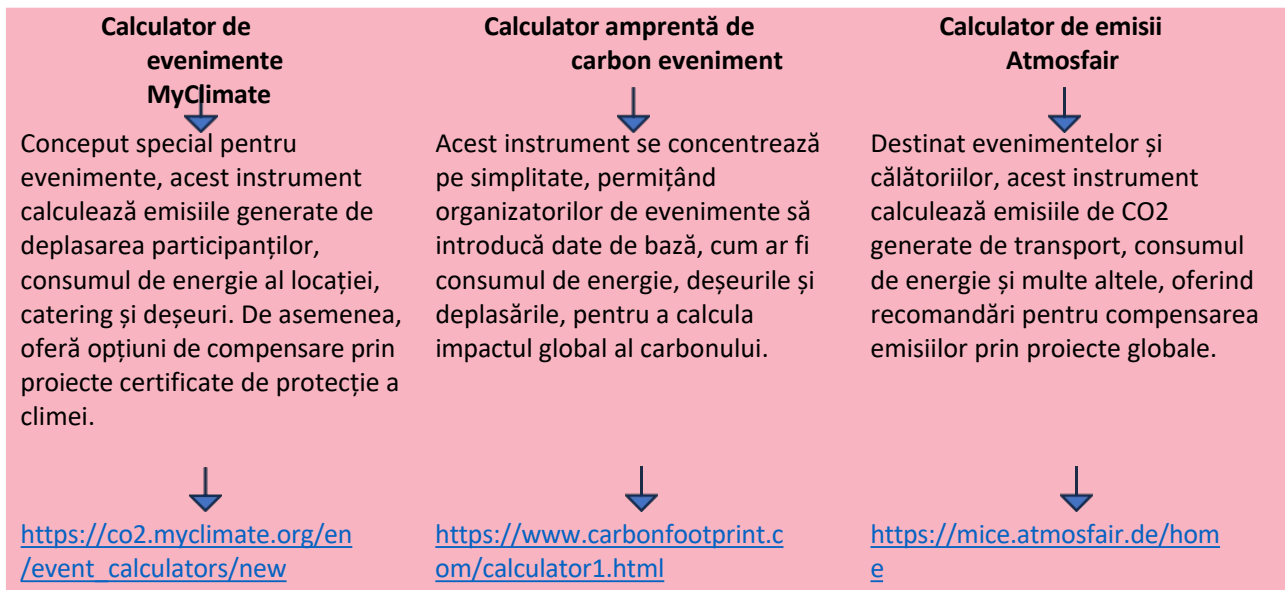 Calculator de
evenimente
MyClimate
Conceput special pentru
evenimente, acest instrument
calculează emisiile generate de
deplasarea participanților,
consumul de energie al locației,
catering și deșeuri. De asemenea,
oferă opțiuni de compensare prin
proiecte certificate de protecție a
climei.
https://co2.myclimate.org/en
/event_calculators/new
Calculator amprentă de
carbon eveniment
Acest instrument se concentrează
pe simplitate, permițând
organizatorilor de evenimente să
introducă date de bază, cum ar fi
consumul de energie, deșeurile și
deplasările, pentru a calcula
impactul global al carbonului.
https://www.carbonfootprint.c
om/calculator1.html
Calculator de emisii
Atmosfair
Destinat evenimentelor și
călătoriilor, acest instrument
calculează emisiile de CO2
generate de transport, consumul
de energie și multe altele, oferind
recomandări pentru compensarea
emisiilor prin proiecte globale.
https://mice.atmosfair.de/hom
e